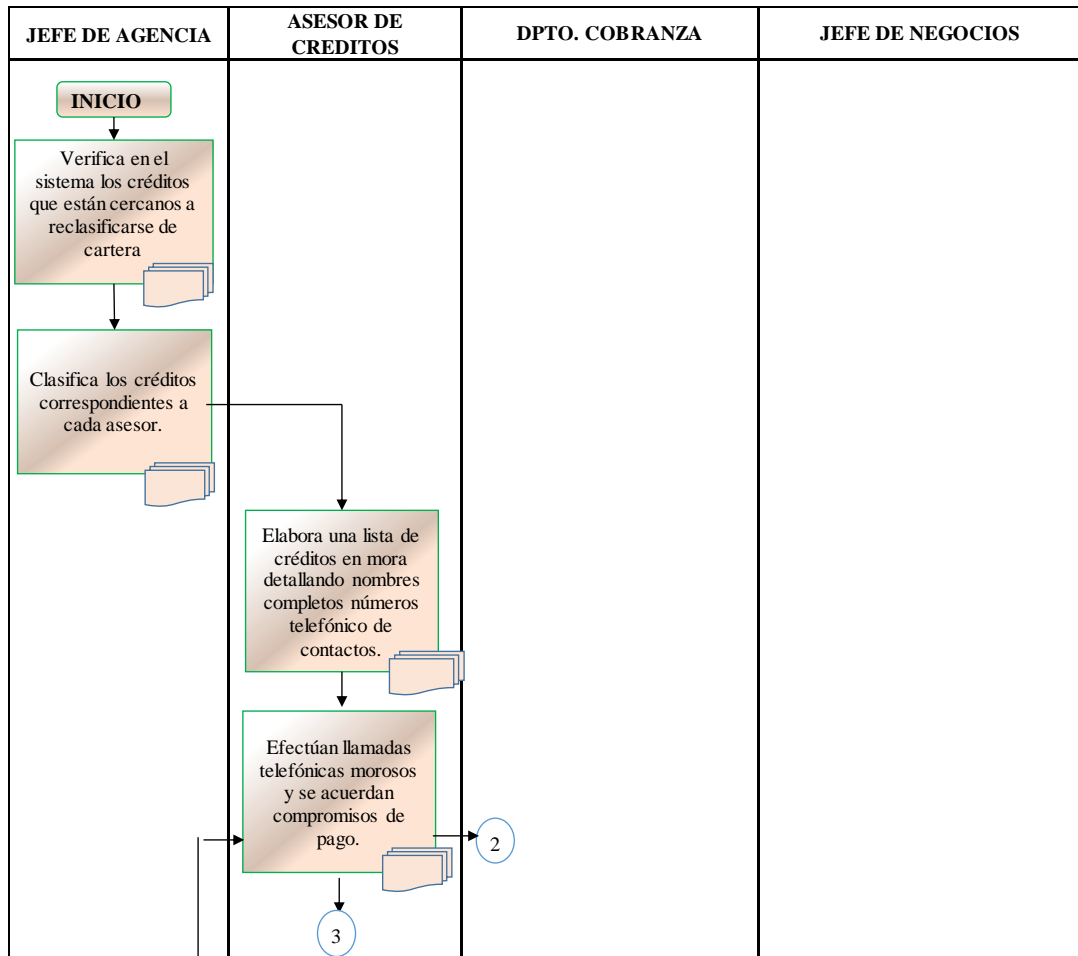 JEFE DE AGENCIA
ASESOR DE
CREDITOS
DPTO. COBRANZA
JEFE DE NEGOCIOS
INICIO
Verifica en el
sistema los créditos
que están cercanos a
reclasificarse de
cartera
Clasifica los créditos
correspondientes a
cada asesor.
Elabora una lista de
créditos en mora
detallando nombres
completos números
telefónico de
contactos.
Efectúan llamadas
telefónicas morosos
y se acuerdan
compromisos de
pago.
2
3